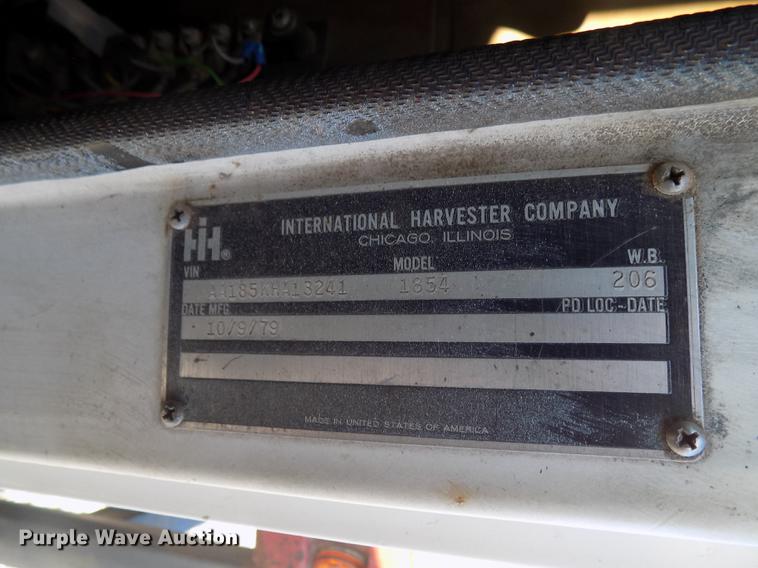 IH®
INTERNATIONAL HARVESTER COMPANY
CHICAGO, ILLINOIS
VIN MODEL W.B.
AA185KHA13241 1854 206
DATE MFG PD LOC-DATE
10/9/79
MADE IN UNITED STATES OF AMERICA
Purple Wave Auction